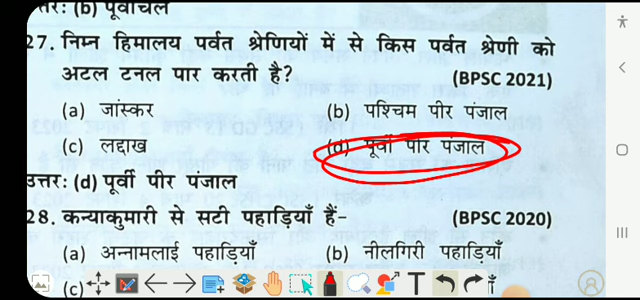 उत्तर: (b) पूर्वांचल
27. निम्न हिमालय पर्वत श्रेणियों में से किस पर्वत श्रेणी को
अटल टनल पार करती है? (BPSC 2021)
(a) जांस्कर (b) पश्चिम पीर पंजाल
(c) लद्दाख (d) पूर्वी पीर पंजाल
उत्तर: (d) पूर्वी पीर पंजाल
28. कन्याकुमारी से सटी पहाड़ियाँ हैं– (BPSC 2020)
(a) अन्नामलाई पहाड़ियाँ (b) नीलगिरी पहाड़ियाँ
(c)